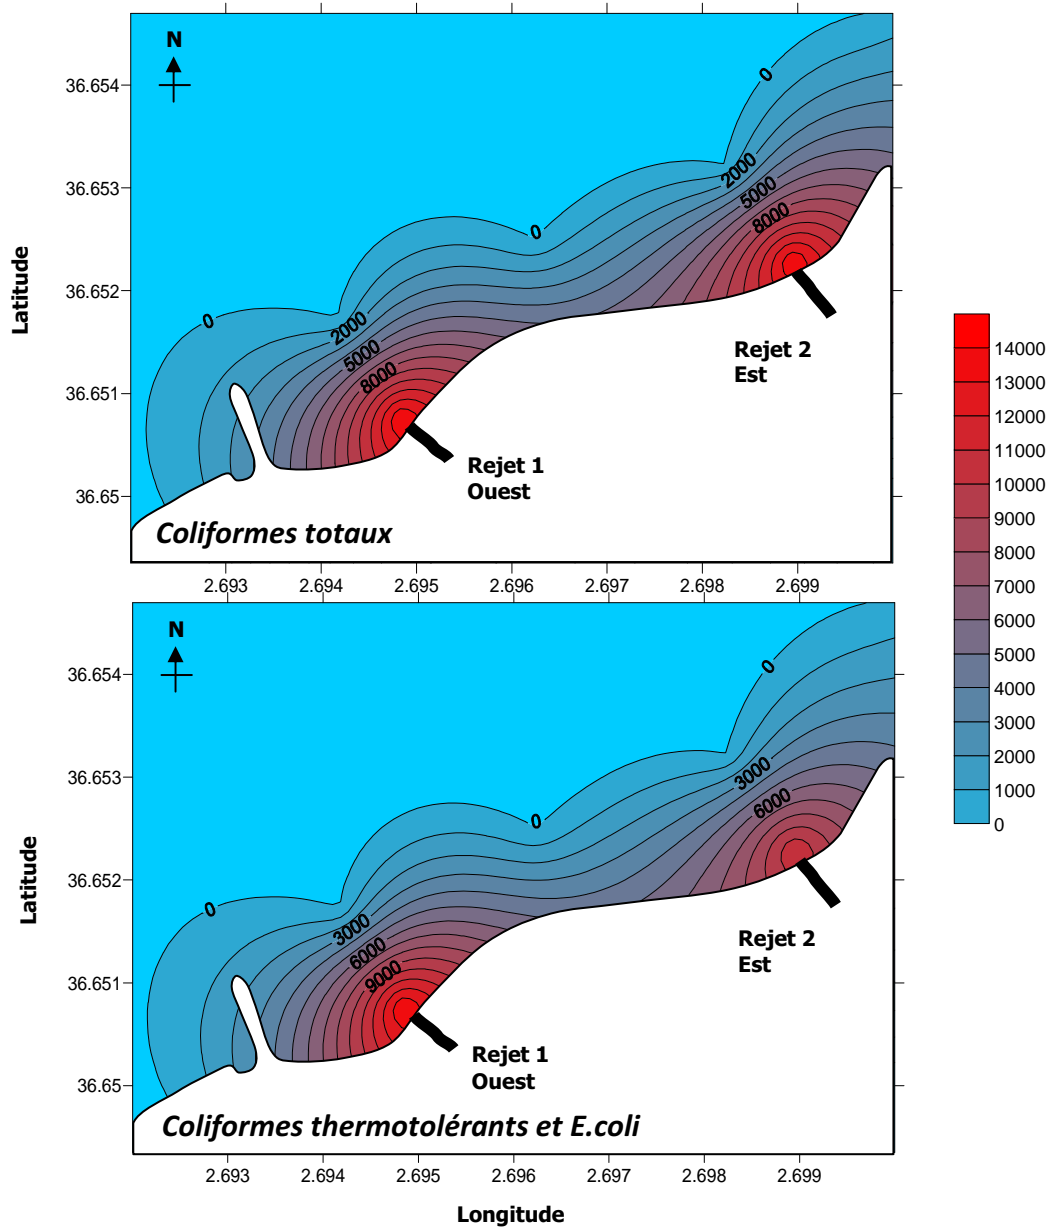 N
0
36.654
2000
36.653
5000
8000
0
Latitude
36.652
0
2000
5000
Rejet 2
Est
8000
36.651
Rejet 1
Ouest
36.65
Coliformes totaux
2.693 2.694 2.695 2.696 2.697 2.698 2.699
14000
13000
12000
11000
10000
9000
8000
7000
6000
5000
4000
3000
2000
1000
0
N
0
36.654
3000
36.653
6000
0
Latitude
36.652
0
3000
6000
Rejet 2
Est
9000
36.651
Rejet 1
Ouest
36.65
Coliformes thermotolérants et E.coli
2.693 2.694 2.695 2.696 2.697 2.698 2.699
Longitude